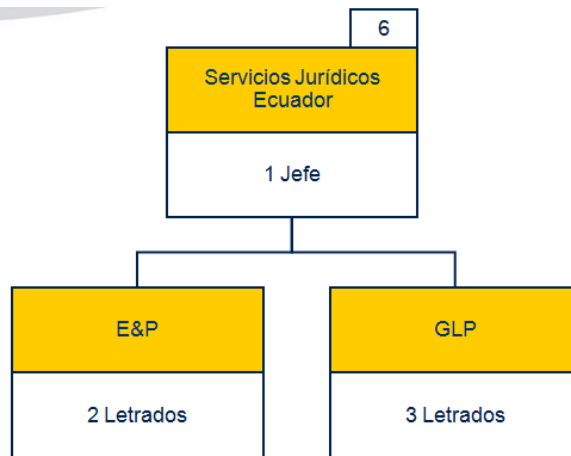 6
Servicios Jurídicos
Ecuador
1 Jefe
E&P
2 Letrados
GLP
3 Letrados